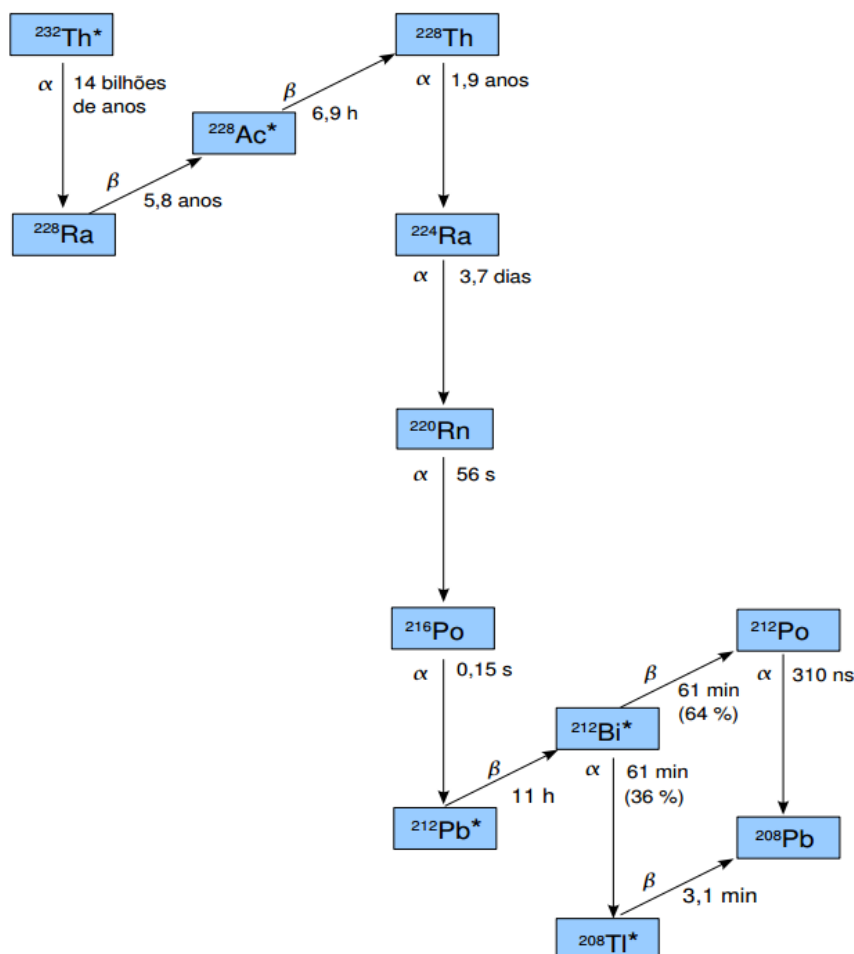 ²³²Th*
²²⁸Th
α
14 bilhões
de anos
β
6,9 h
α
1,9 anos
²²⁸Ac*
β
5,8 anos
²²⁸Ra
²²⁴Ra
α
3,7 dias
²²⁰Rn
α
56 s
²¹⁶Po
²¹²Po
α
0,15 s
β
61 min
(64 %)
α
310 ns
²¹²Bi*
β
11 h
α
61 min
(36 %)
²¹²Pb*
²⁰⁸Pb
β
3,1 min
²⁰⁸Tl*